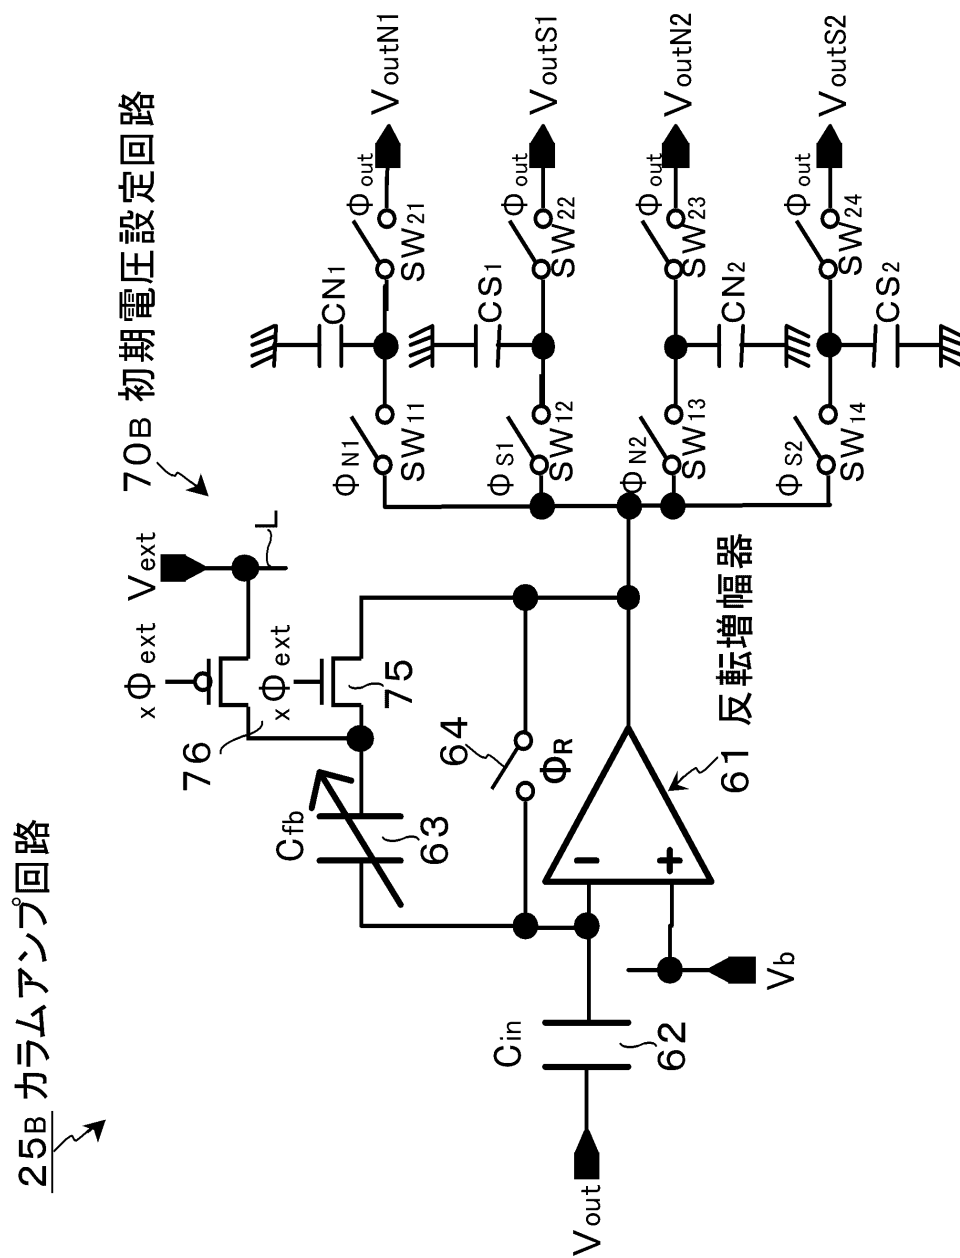 25B カラムアンプ回路
70B 初期電圧設定回路
Vext
L
xΦext
76
xΦext
75
Cfb
63
64
ΦR
61 反転増幅器
-
+
Vb
Cin
62
Vout
ΦN1
SW11
CN1
Φout
SW21
VoutN1
ΦS1
SW12
CS1
Φout
SW22
VoutS1
ΦN2
SW13
CN2
Φout
SW23
VoutN2
ΦS2
SW14
CS2
Φout
SW24
VoutS2